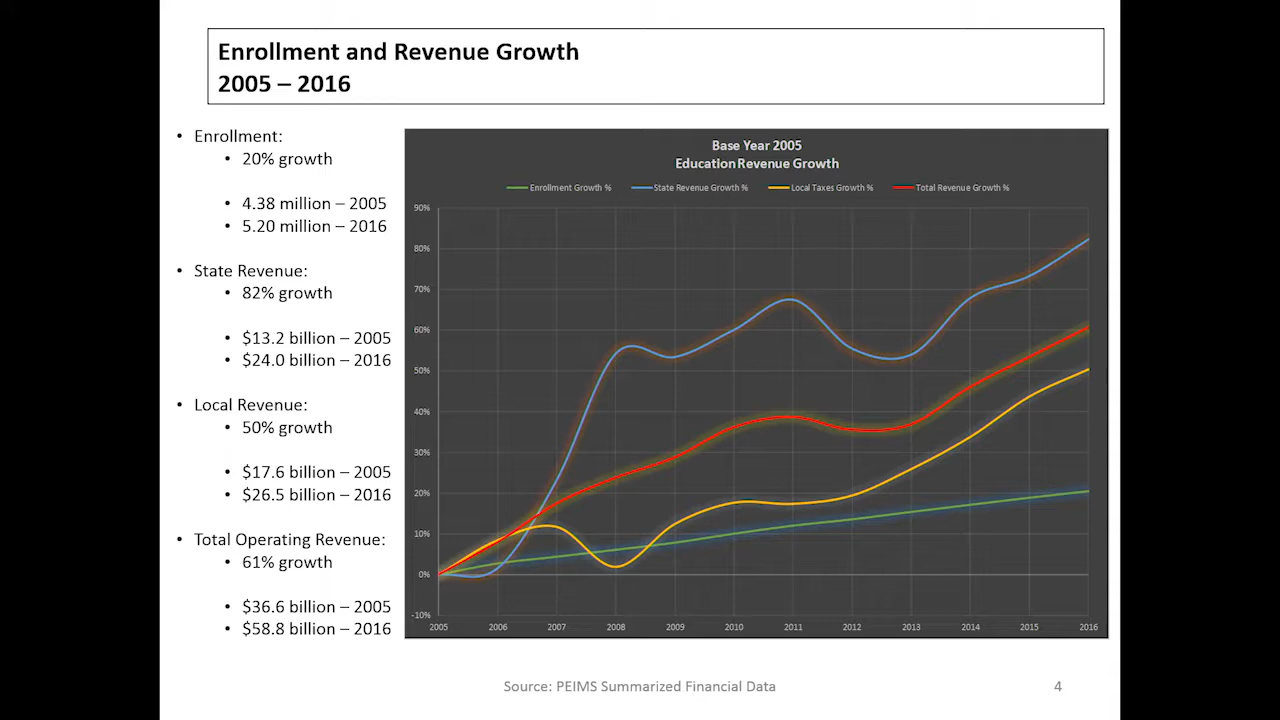 Enrollment and Revenue Growth
2005 – 2016
• Enrollment:
• 20% growth
• 4.38 million – 2005
• 5.20 million – 2016
• State Revenue:
• 82% growth
• $13.2 billion – 2005
• $24.0 billion – 2016
• Local Revenue:
• 50% growth
• $17.6 billion – 2005
• $26.5 billion – 2016
• Total Operating Revenue:
• 61% growth
• $36.6 billion – 2005
• $58.8 billion – 2016
Base Year 2005
Education Revenue Growth
Enrollment Growth % State Revenue Growth % Local Taxes Growth % Total Revenue Growth %
90%
80%
70%
60%
50%
40%
30%
20%
10%
0%
-10%
2005 2006 2007 2008 2009 2010 2011 2012 2013 2014 2015 2016
Source: PEIMS Summarized Financial Data 4